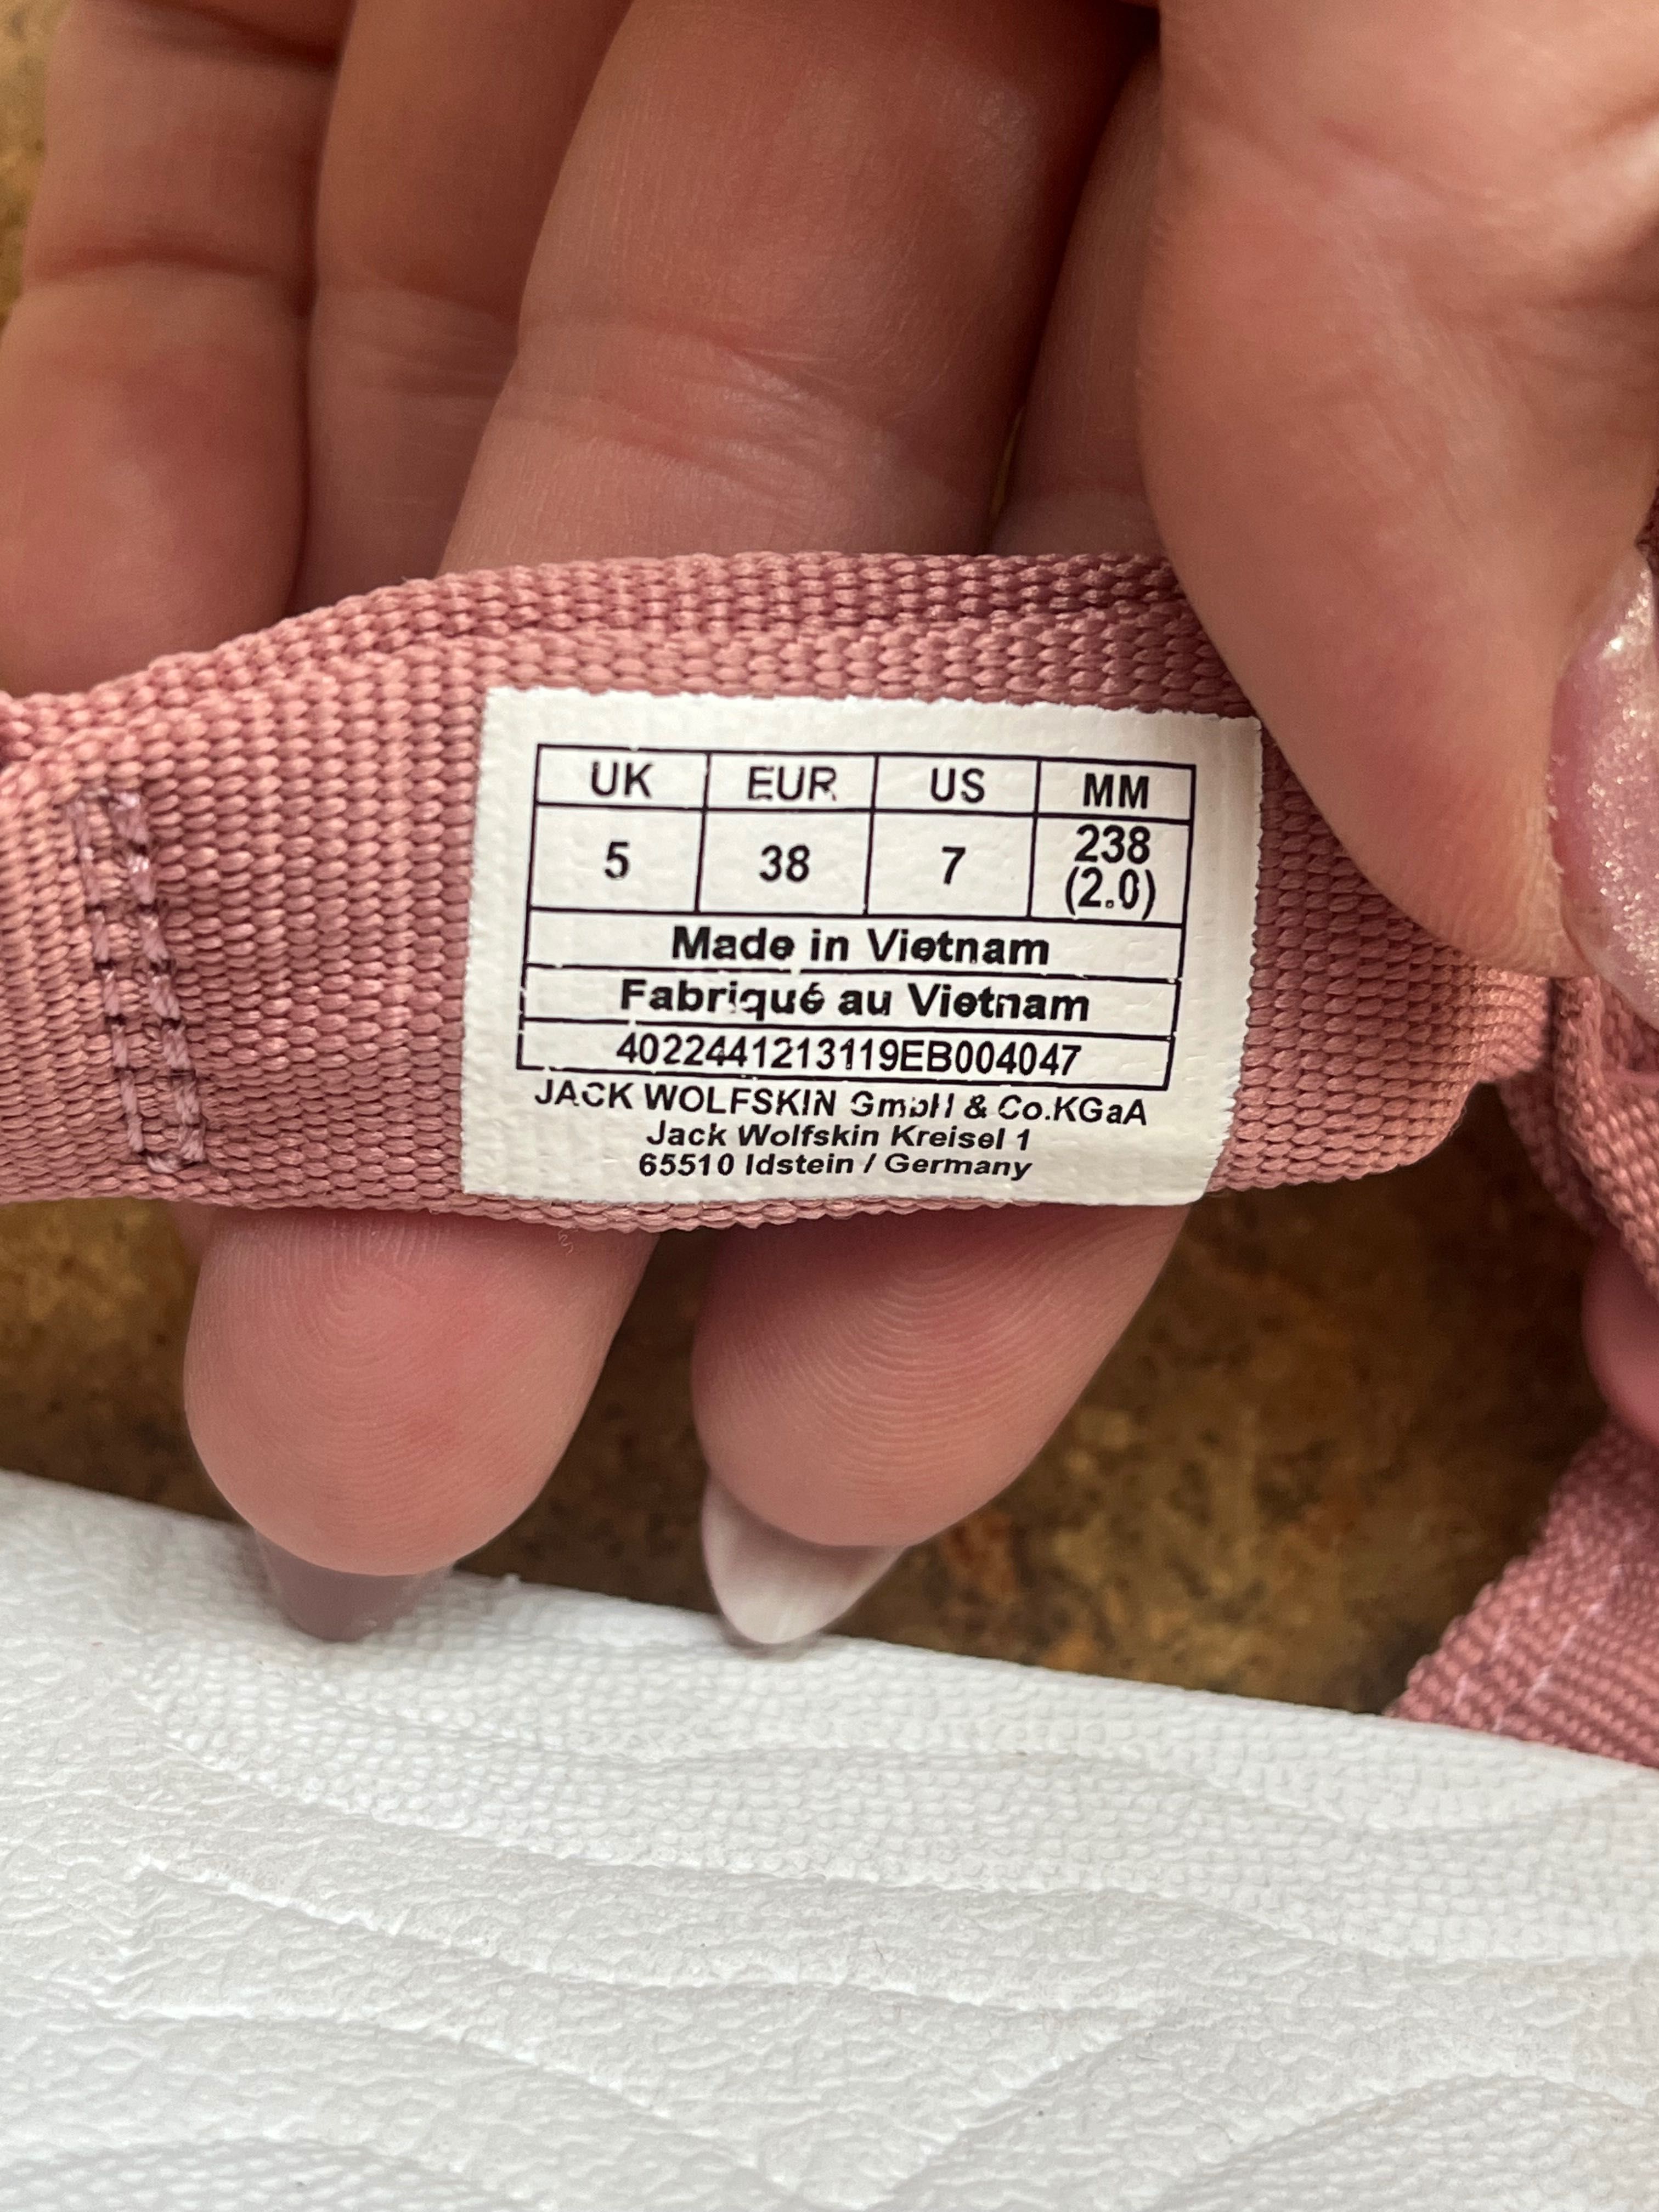 UK EUR US MM
5 38 7 238 (2.0)
Made in Vietnam
Fabriqué au Vietnam
4022441213119EB004047
JACK WOLFSKIN GmbH & Co.KGaA
Jack Wolfskin Kreisel 1
65510 Idstein / Germany